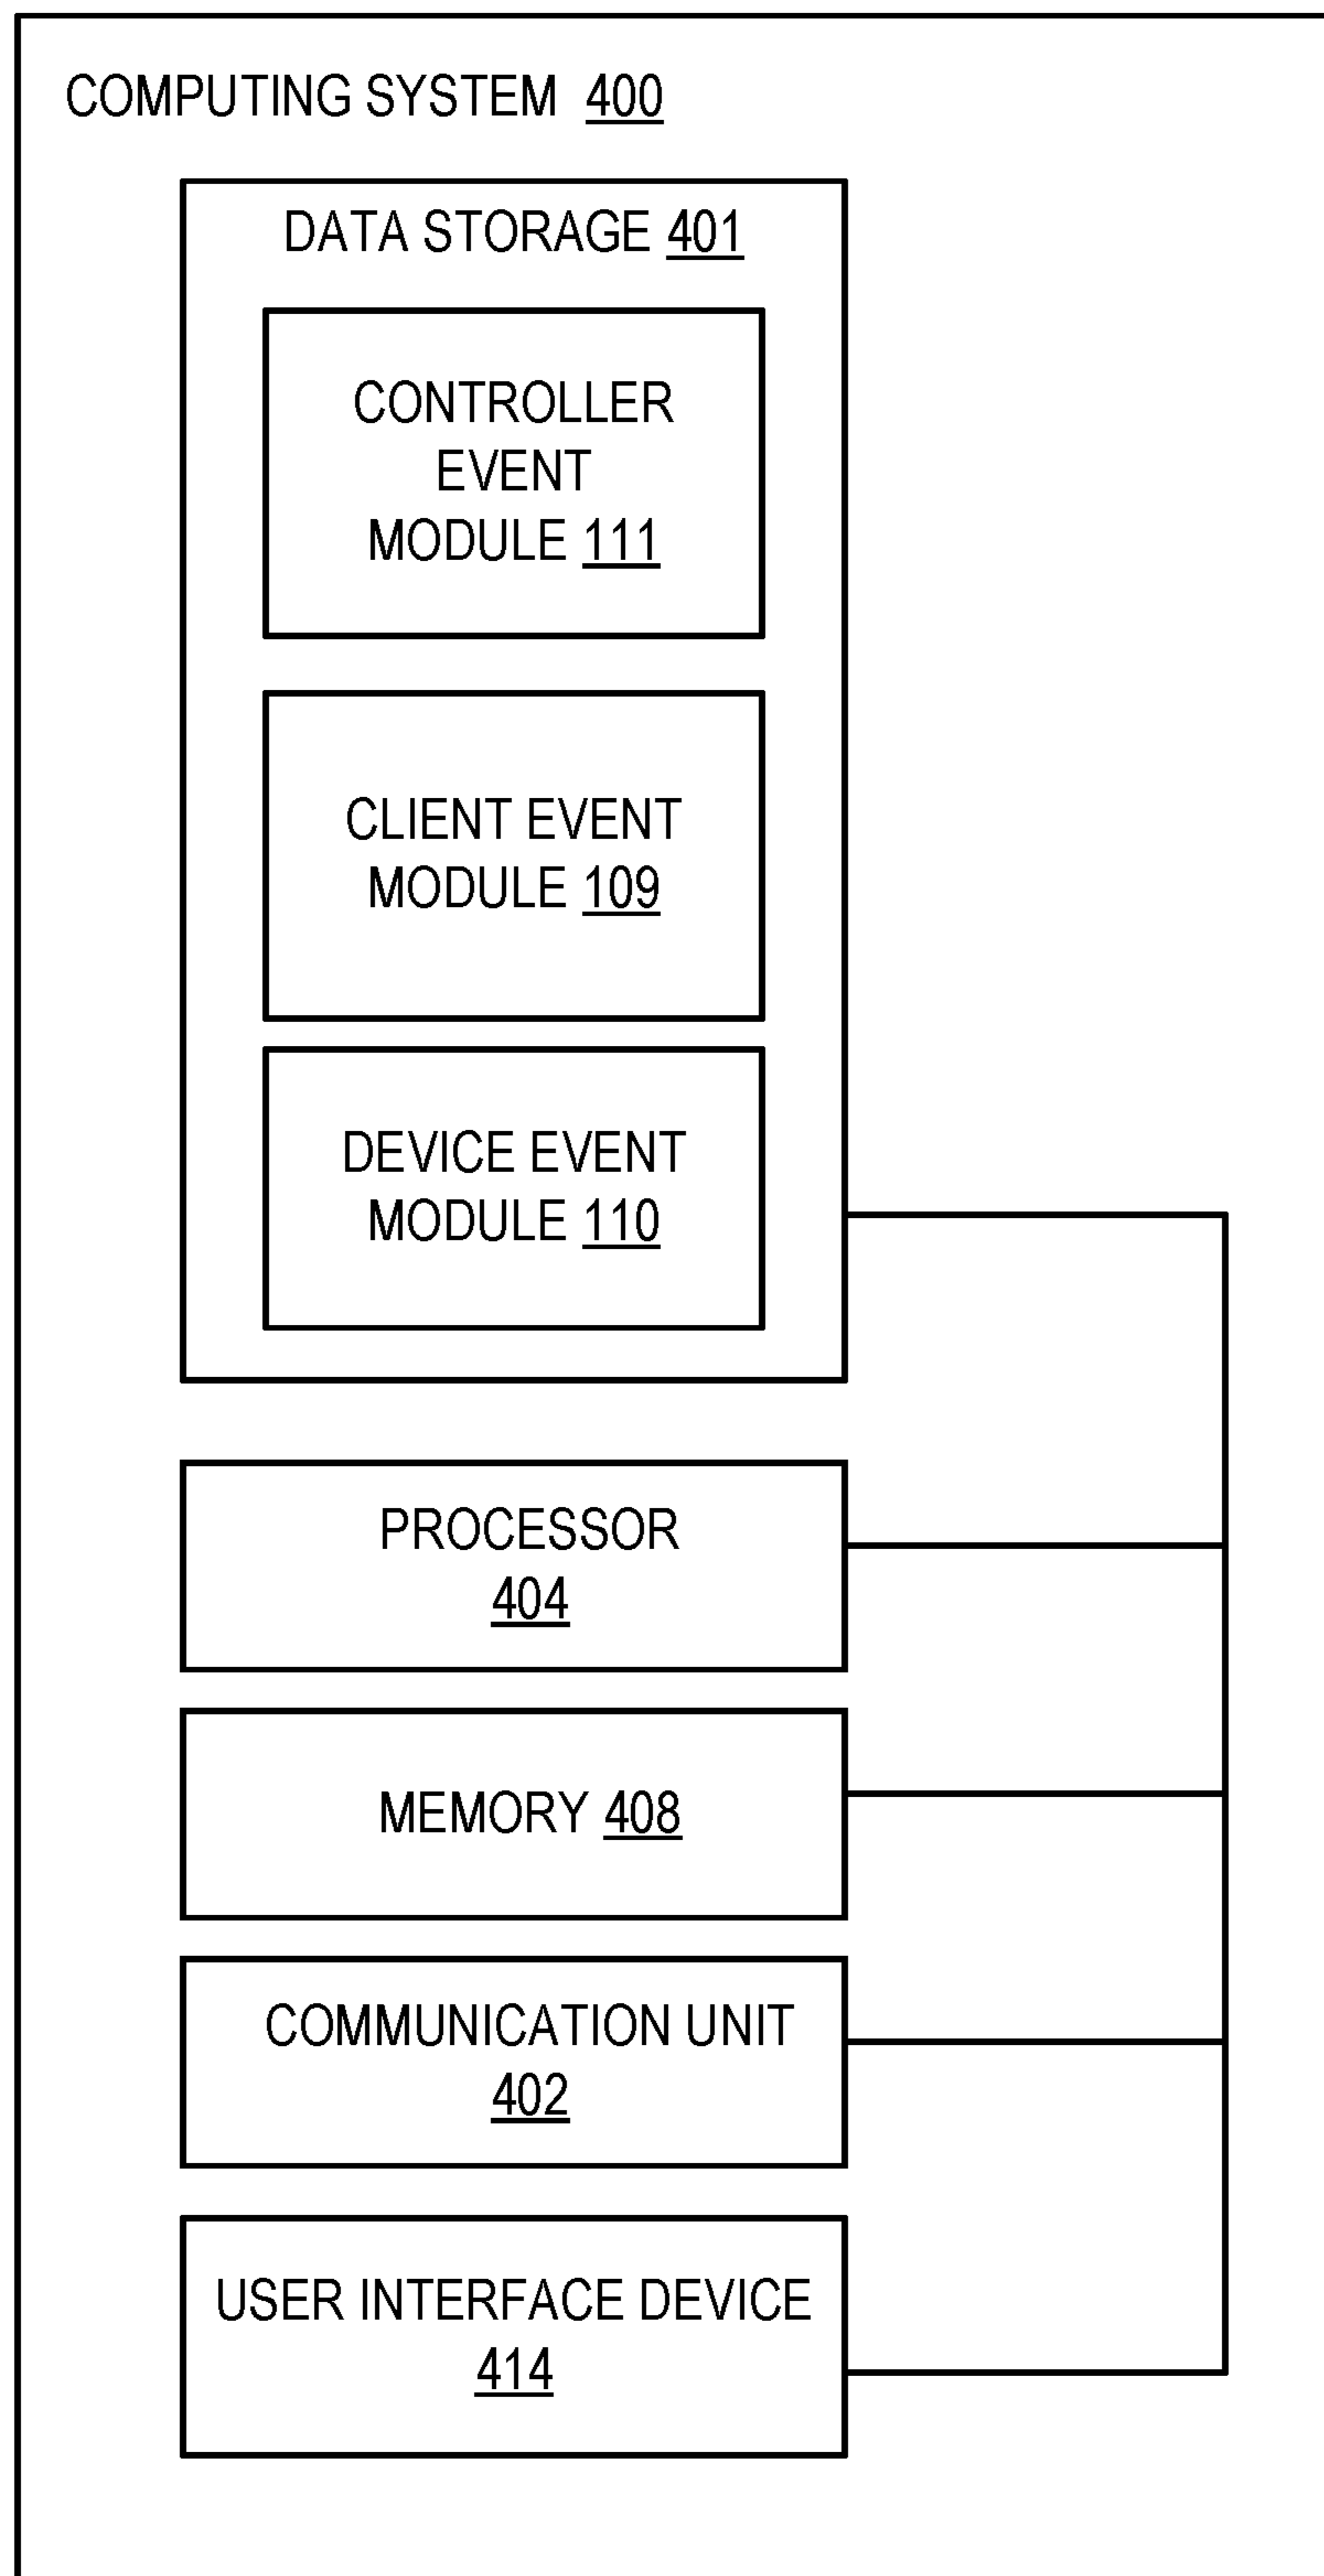 COMPUTING SYSTEM 400
DATA STORAGE 401
CONTROLLER
EVENT
MODULE 111
CLIENT EVENT
MODULE 109
DEVICE EVENT
MODULE 110
PROCESSOR
404
MEMORY 408
COMMUNICATION UNIT
402
USER INTERFACE DEVICE
414